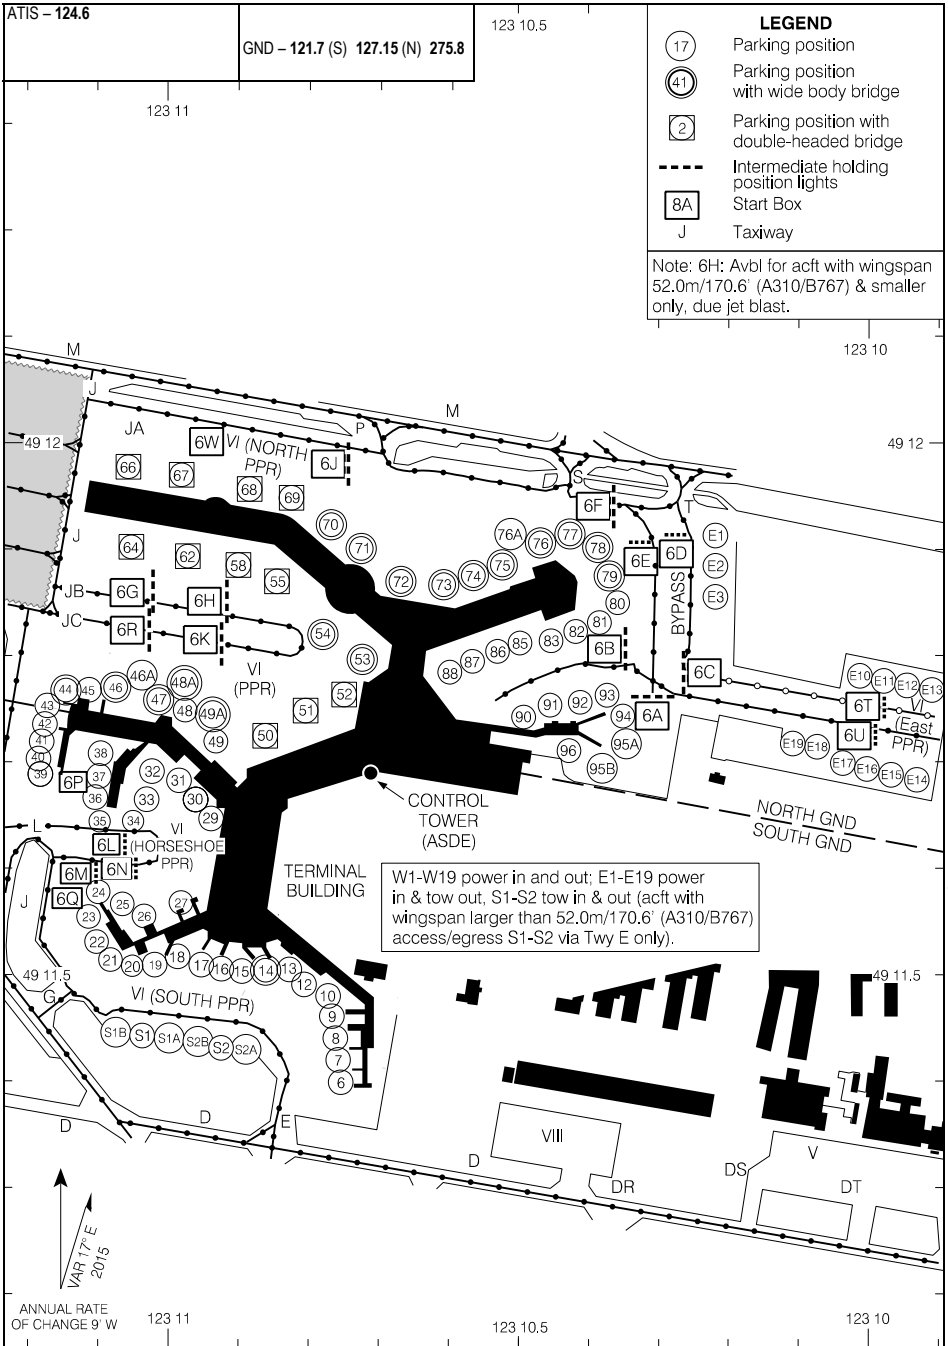 ATIS – 124.6
GND – 121.7 (S) 127.15 (N) 275.8
123 10.5
123 11
LEGEND
17 Parking position
41 Parking position
with wide body bridge
2 Parking position with
double-headed bridge
Intermediate holding
position lights
8A Start Box
J Taxiway
Note: 6H: Avbl for acft with wingspan
52.0m/170.6' (A310/B767) & smaller
only, due jet blast.
123 10
M
M
J
P
JA
6W
VI (NORTH
PPR)
6J
49 12
49 12
66
67
68
69
S
6F
T
70
71
72
73
74
75
76A
76
77
78
79
80
81
82
83
85
86
87
88
6E
6D
BYPASS
E1
E2
E3
J
64
62
58
55
JB
6G
6H
JC
6R
6K
54
53
52
51
50
VI
(PPR)
6B
6C
6A
E10
E11
E12
E13
6T
VI
(East
PPR)
6U
E19
E18
E17
E16
E15
E14
90
91
92
93
94
95A
95B
96
44
45
46
46A
47
48A
48
49A
49
43
42
41
40
39
6P
38
37
36
35
34
33
32
31
30
29
L
6L
6M
6N
6Q
VI
(HORSESHOE
PPR)
CONTROL
TOWER
(ASDE)
NORTH GND
SOUTH GND
TERMINAL
BUILDING
W1-W19 power in and out; E1-E19 power
in & tow out, S1-S2 tow in & out (acft with
wingspan larger than 52.0m/170.6' (A310/B767)
access/egress S1-S2 via Twy E only).
J
24
25
26
27
23
22
21
20
19
18
17
16
15
14
13
12
10
9
8
7
6
49 11.5
49 11.5
G
VI (SOUTH PPR)
S1B
S1
S1A
S2B
S2
S2A
D
D
E
D
VIII
DR
DS
V
DT
VAR 17° E
2015
ANNUAL RATE
OF CHANGE 9' W
123 11
123 10.5
123 10